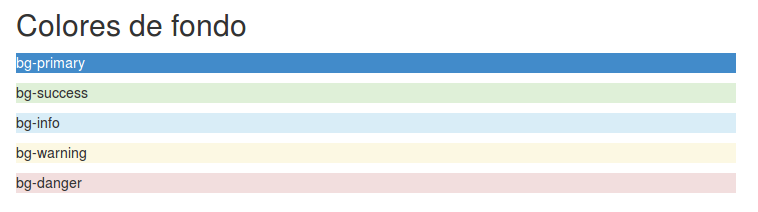 Colores de fondo
bg-primary
bg-success
bg-info
bg-warning
bg-danger